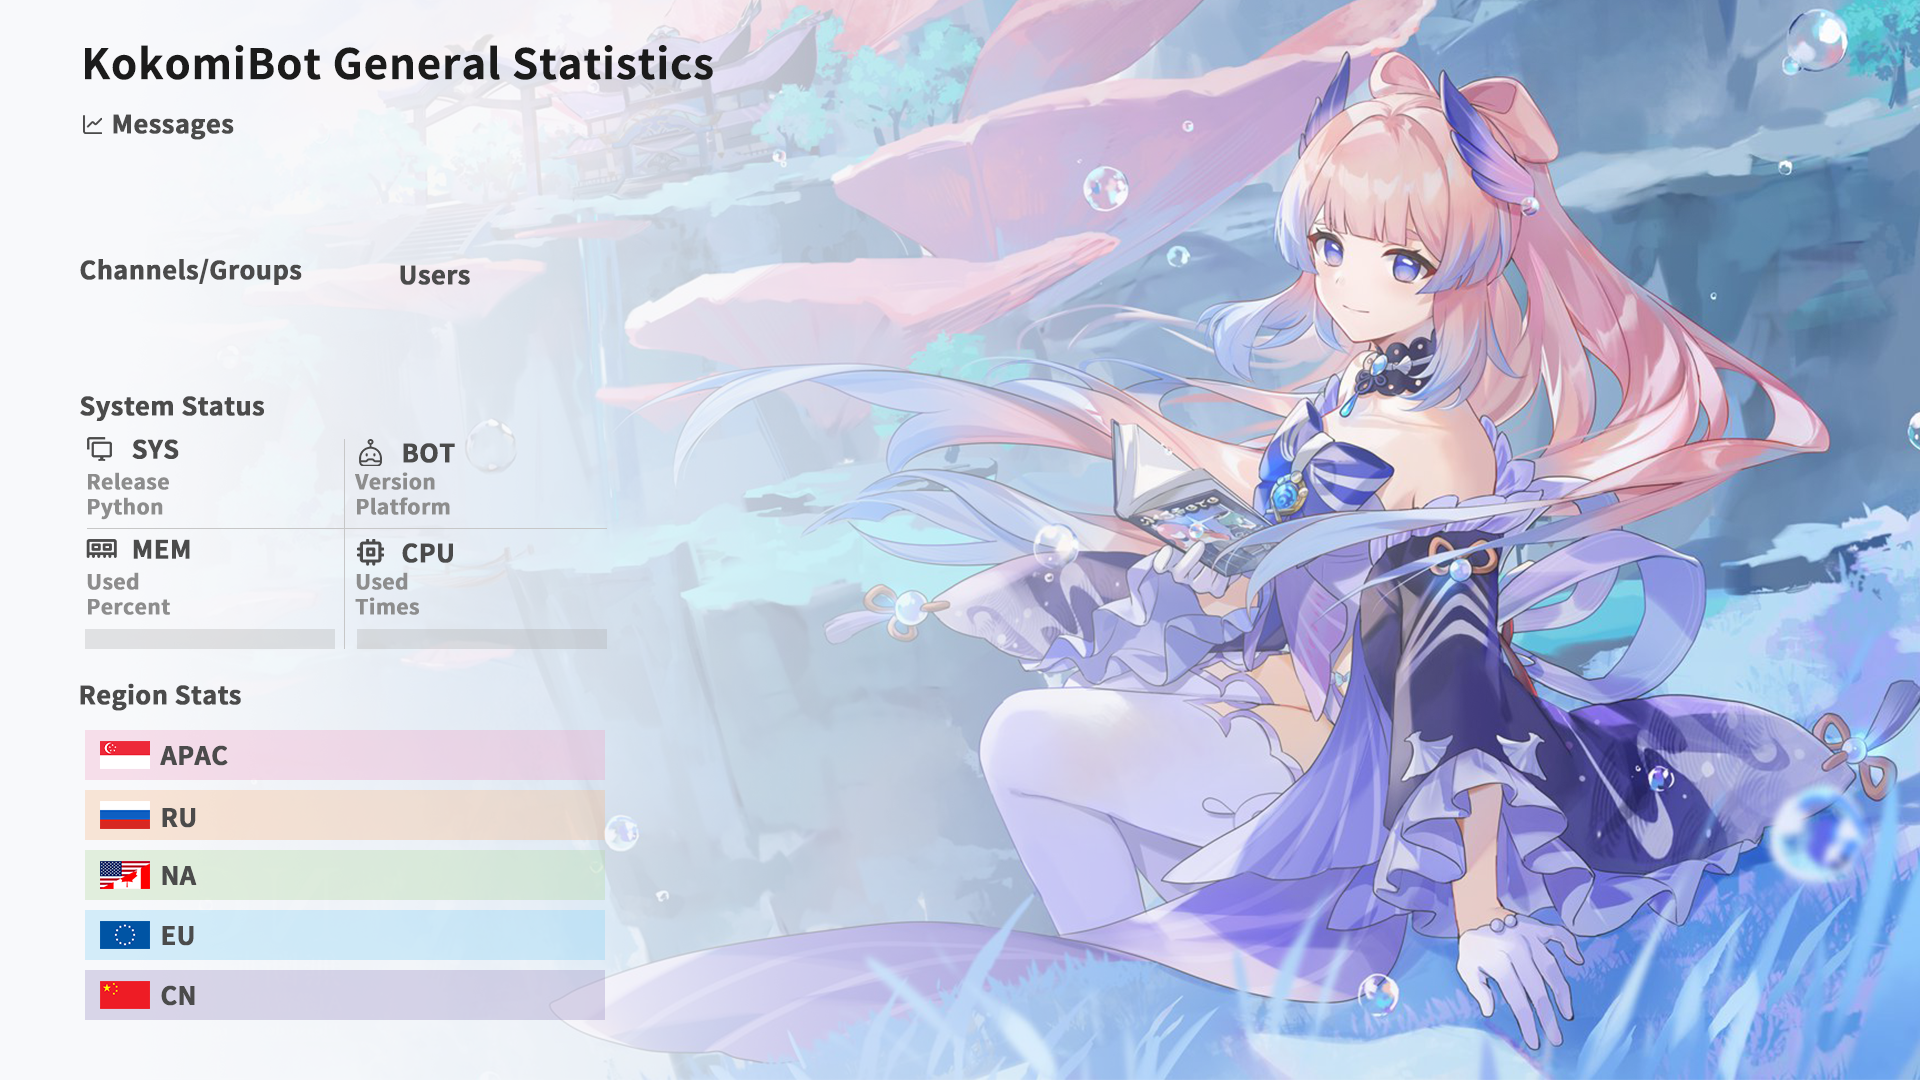 KokomiBot General Statistics
Messages
Channels/Groups
Users
System Status
SYS
Release
Python
BOT
Version
Platform
MEM
Used
Percent
CPU
Used
Times
Region Stats
APAC
RU
NA
EU
CN